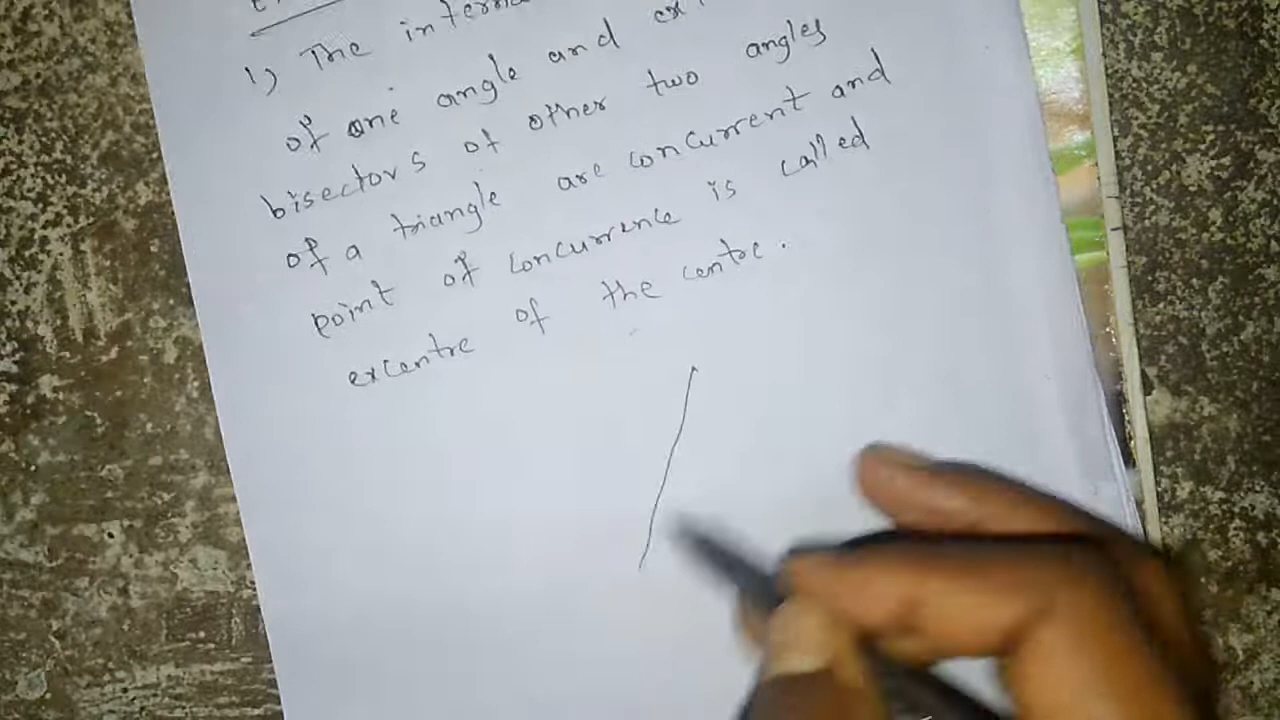 1) The
of one angle and
bisectors of other two angles
of a triangle are concurrent and
point of concurrence is called
excentre of the centre.